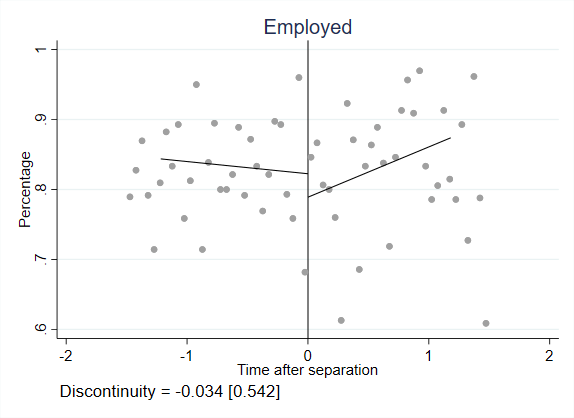 Employed
Percentage
1
.9
.8
.7
.6
-2 -1 0 1 2
Time after separation
Discontinuity = -0.034 [0.542]